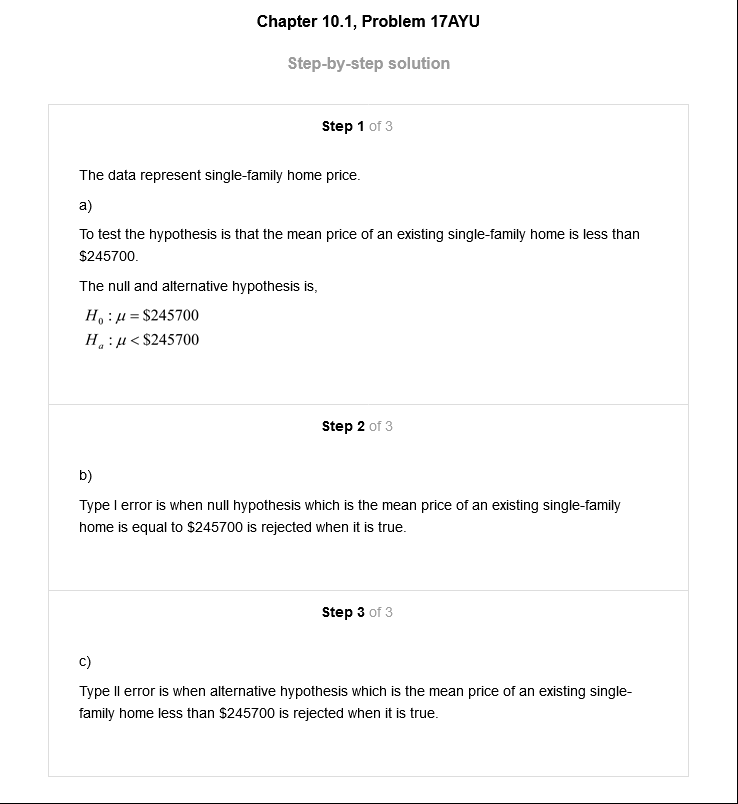 Chapter 10.1, Problem 17AYU
Step-by-step solution
Step 1 of 3
The data represent single-family home price.
a)
To test the hypothesis is that the mean price of an existing single-family home is less than
$245700.
The null and alternative hypothesis is,
H₀ : μ = $245700
Hₐ : μ < $245700
Step 2 of 3
b)
Type I error is when null hypothesis which is the mean price of an existing single-family
home is equal to $245700 is rejected when it is true.
Step 3 of 3
c)
Type II error is when alternative hypothesis which is the mean price of an existing single-
family home less than $245700 is rejected when it is true.